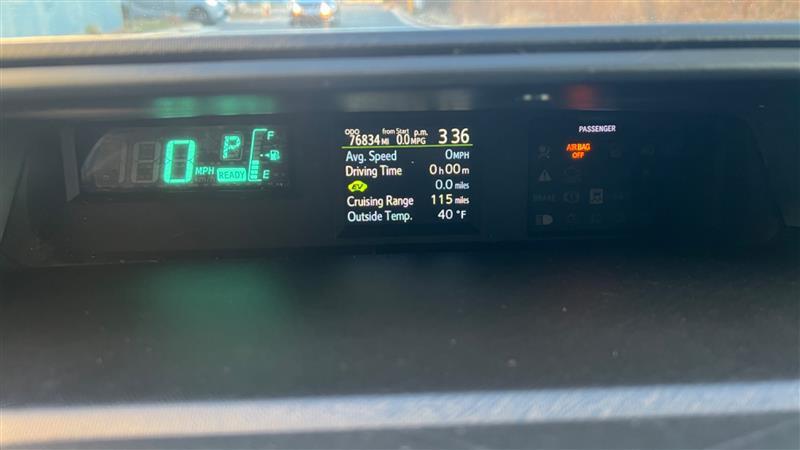 0 MPH
P
READY
F
E
ODO 76834 MI
from Start 0.0 MPG
p.m. 3:36
Avg. Speed 0 MPH
Driving Time 0h00m
EV 0.0 miles
Cruising Range 115 miles
Outside Temp. 40 °F
PASSENGER
AIRBAG
OFF
BRAKE